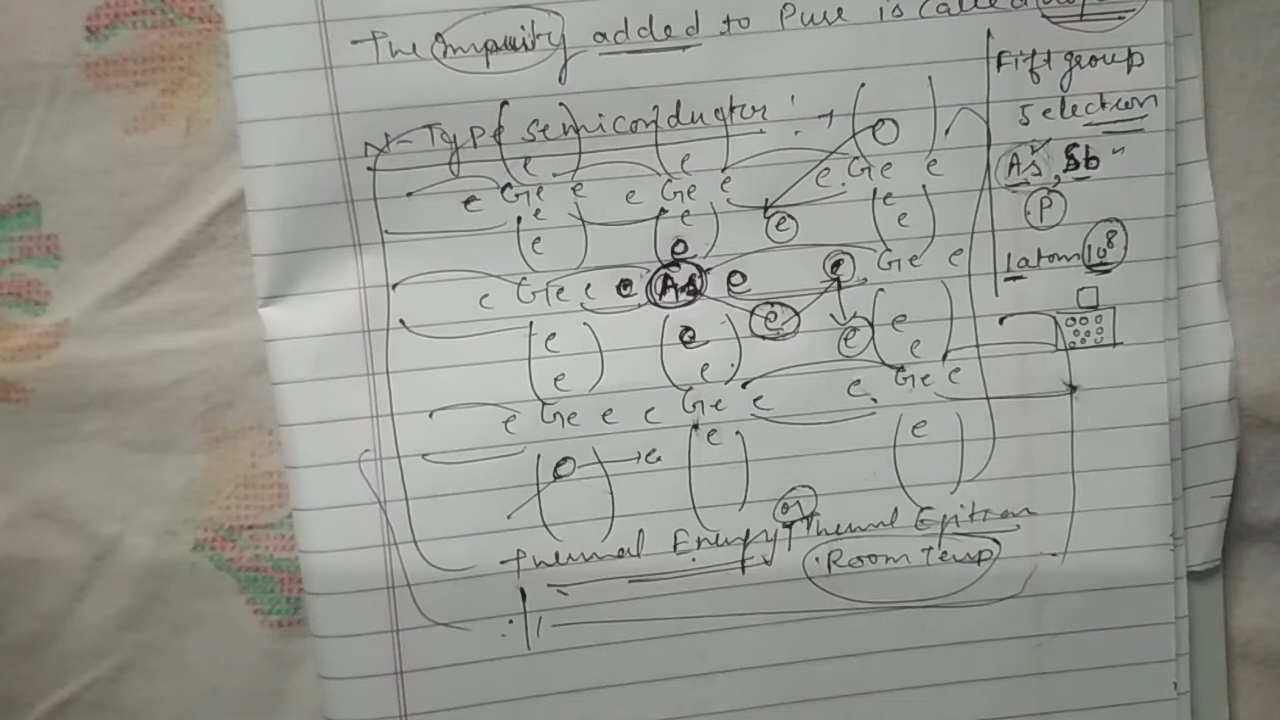 The Impurity added to Pure is called
N-Type semiconductor :→
e Ge e e Ge e e Ge e
e Ge e e As e e Ge e
e Ge e e Ge e e Ge e
Thermal Energy or Thermal
Room Temp
Fift group
5 electron
As, Sb
P
1 atom 10⁸